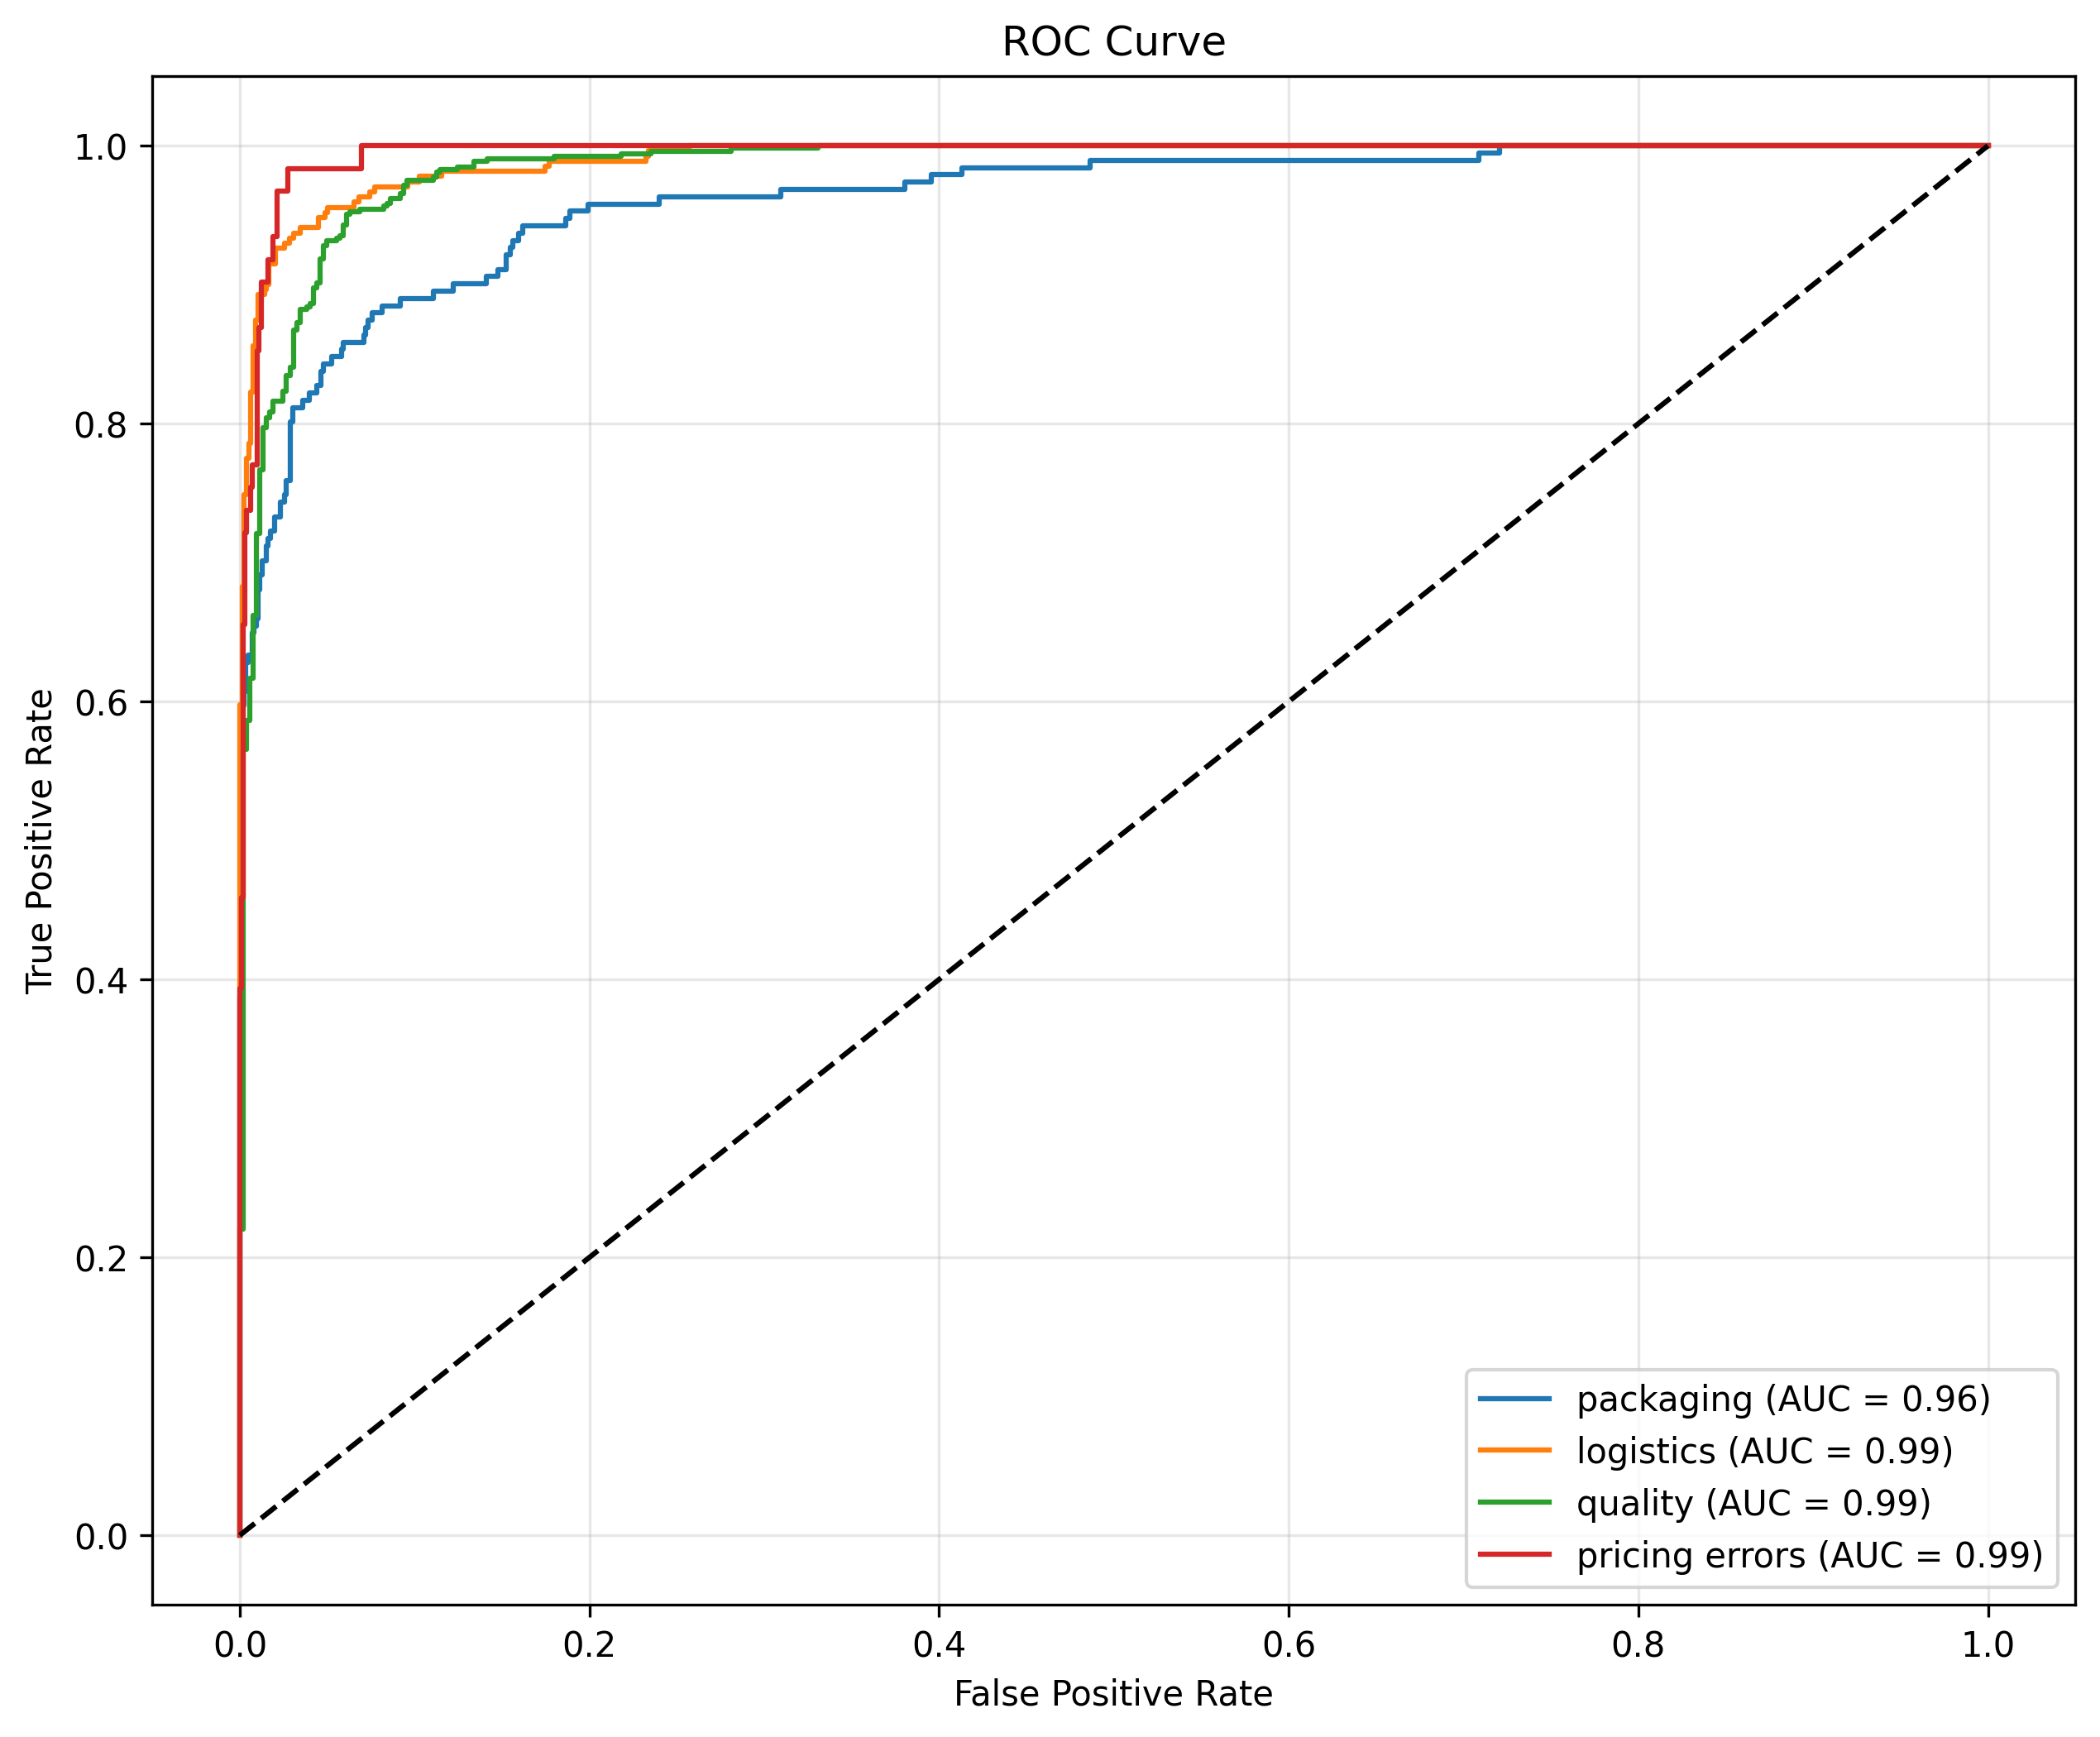 ROC Curve
True Positive Rate
1.0
0.8
0.6
0.4
0.2
0.0
packaging (AUC = 0.96)
logistics (AUC = 0.99)
quality (AUC = 0.99)
pricing errors (AUC = 0.99)
0.0 0.2 0.4 0.6 0.8 1.0
False Positive Rate